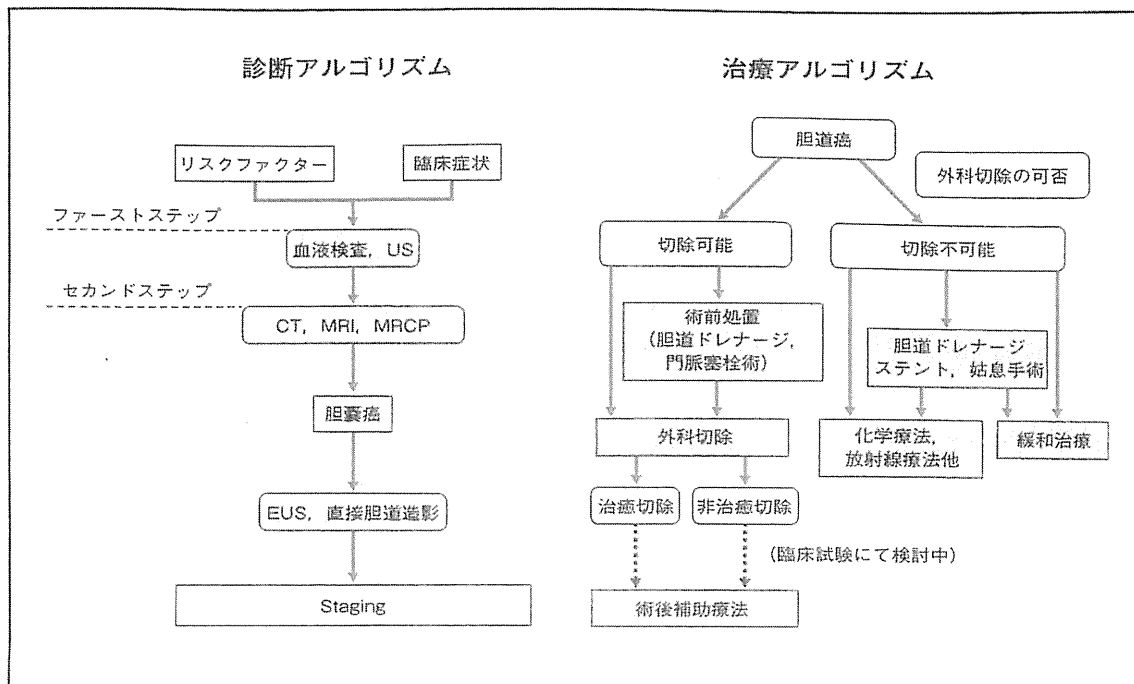 診断アルゴリズム
リスクファクター
臨床症状
ファーストステップ
血液検査，US
セカンドステップ
CT，MRI，MRCP
胆嚢癌
EUS，直接胆道造影
Staging
治療アルゴリズム
胆道癌
外科切除の可否
切除可能
切除不可能
術前処置
（胆道ドレナージ，
門脈塞栓術）
胆道ドレナージ
ステント，姑息手術
外科切除
化学療法，
放射線療法他
緩和治療
治癒切除
非治癒切除
（臨床試験にて検討中）
術後補助療法